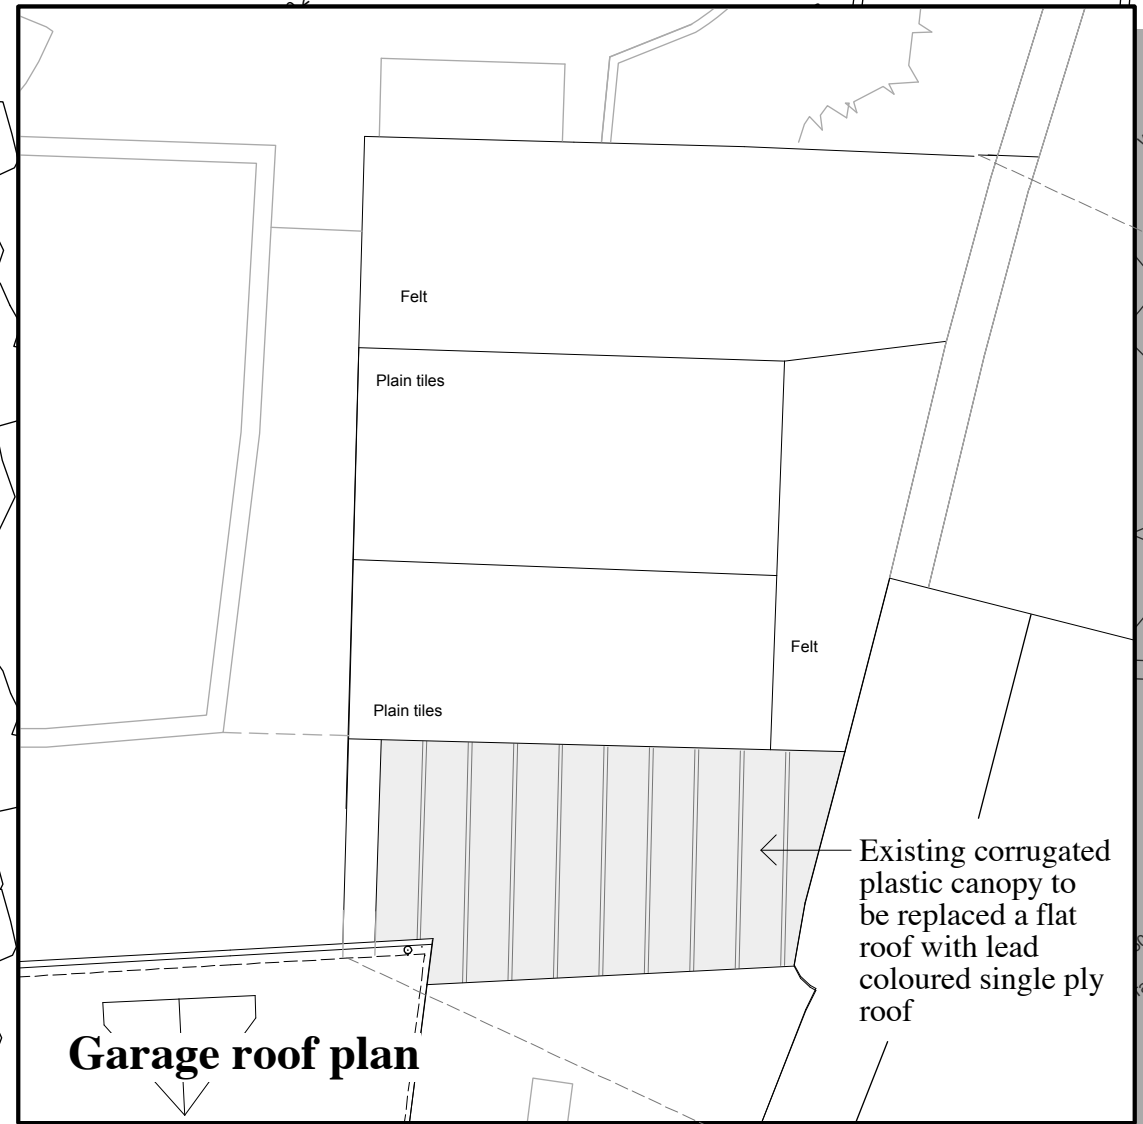 Felt
Plain tiles
Felt
Plain tiles
Existing corrugated
plastic canopy to
be replaced a flat
roof with lead
coloured single ply
roof
Garage roof plan